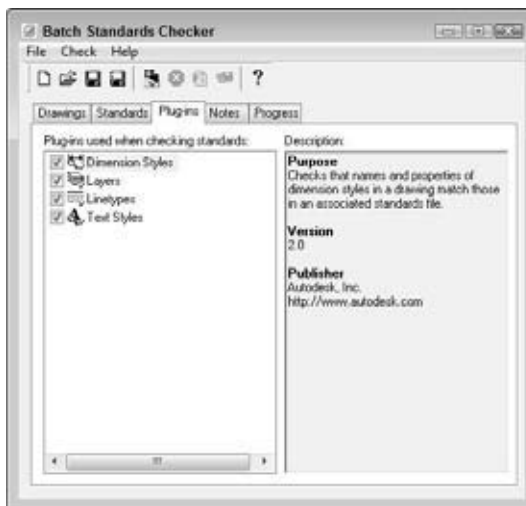 Batch Standards Checker
File Check Help
?
Drawings Standards Plug-ins Notes Progress
Plug-ins used when checking standards:
Dimension Styles
Layers
Linetypes
Text Styles
Description:
Purpose
Checks that names and properties of
dimension styles in a drawing match those
in an associated standards file.
Version
2.0
Publisher
Autodesk, Inc.
http://www.autodesk.com